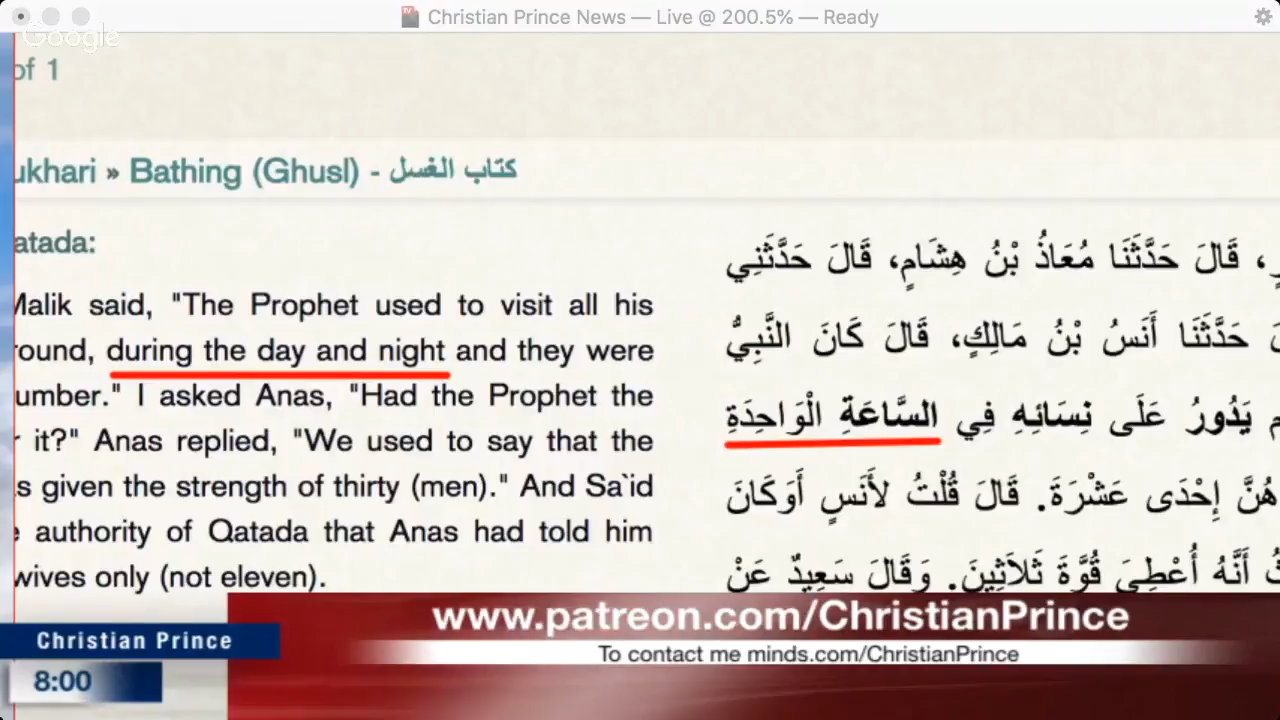 Christian Prince News — Live @ 200.5% — Ready
Google
of 1
ukhari » Bathing (Ghusl) - كتاب الغسل
atada:
Malik said, "The Prophet used to visit all his
ound, during the day and night and they were
umber." I asked Anas, "Had the Prophet the
it?" Anas replied, "We used to say that the
s given the strength of thirty (men)." And Sa`id
authority of Qatada that Anas had told him
wives only (not eleven).
قَالَ حَدَّثَنَا مُعَاذُ بْنُ هِشَامٍ، قَالَ حَدَّثَنِي
حَدَّثَنَا أَنَسُ بْنُ مَالِكٍ، قَالَ كَانَ النَّبِيُّ
يَدُورُ عَلَى نِسَائِهِ فِي السَّاعَةِ الْوَاحِدَةِ
هُنَّ إِحْدَى عَشْرَةَ. قَالَ قُلْتُ لأَنَسٍ أَوَكَانَ
أَنَّهُ أُعْطِيَ قُوَّةَ ثَلاَثِينَ. وَقَالَ سَعِيدٌ عَنْ
www.patreon.com/ChristianPrince
To contact me minds.com/ChristianPrince
Christian Prince
8:00